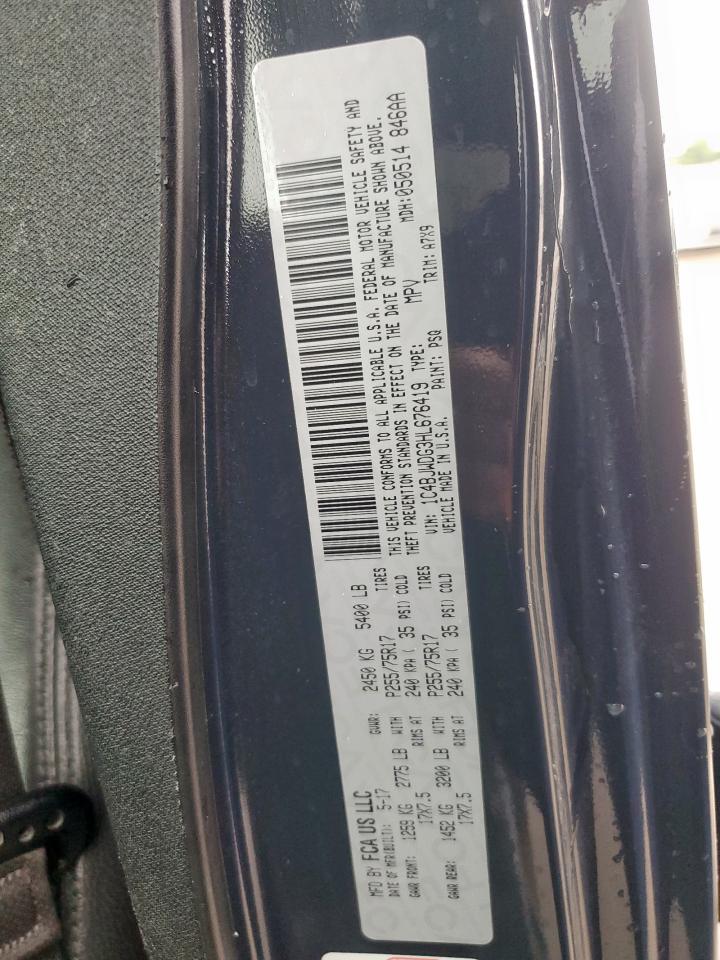 MFD BY FCA US LLC
DATE OF MFR(BUILT): 5-17 GVWR: 2450 KG 5400 LB
GAWR FRONT: 1259 KG 2775 LB WITH P255/75R17 TIRES
17X7.5 RIMS AT 240 KPA ( 35 PSI) COLD
GAWR REAR: 1452 KG 3200 LB WITH P255/75R17 TIRES
17X7.5 RIMS AT 240 KPA ( 35 PSI) COLD
THIS VEHICLE CONFORMS TO ALL APPLICABLE U.S.A. FEDERAL MOTOR VEHICLE SAFETY AND
THEFT PREVENTION STANDARDS IN EFFECT ON THE DATE OF MANUFACTURE SHOWN ABOVE.
VIN: 1C4BJWDG3HL676419 TYPE: MPV MDH:050514 846AA
VEHICLE MADE IN U.S.A. PAINT: PSQ TRIM: A7X9